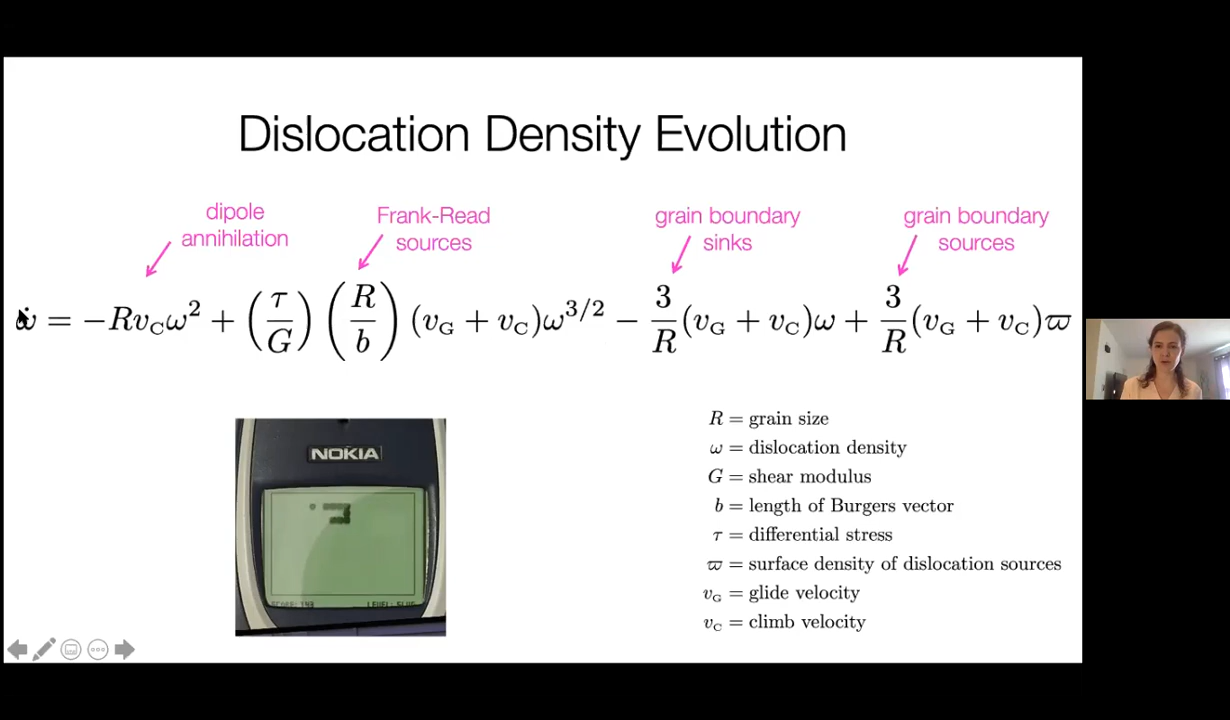 Dislocation Density Evolution
dipole
annihilation
Frank-Read
sources
grain boundary
sinks
grain boundary
sources
ω̇ = −Rv_C ω² + (τ/G) (R/b) (v_G + v_C)ω^{3/2} − 3/R (v_G + v_C)ω + 3/R (v_G + v_C)ϖ
NOKIA
R = grain size
ω = dislocation density
G = shear modulus
b = length of Burgers vector
τ = differential stress
ϖ = surface density of dislocation sources
v_G = glide velocity
v_C = climb velocity